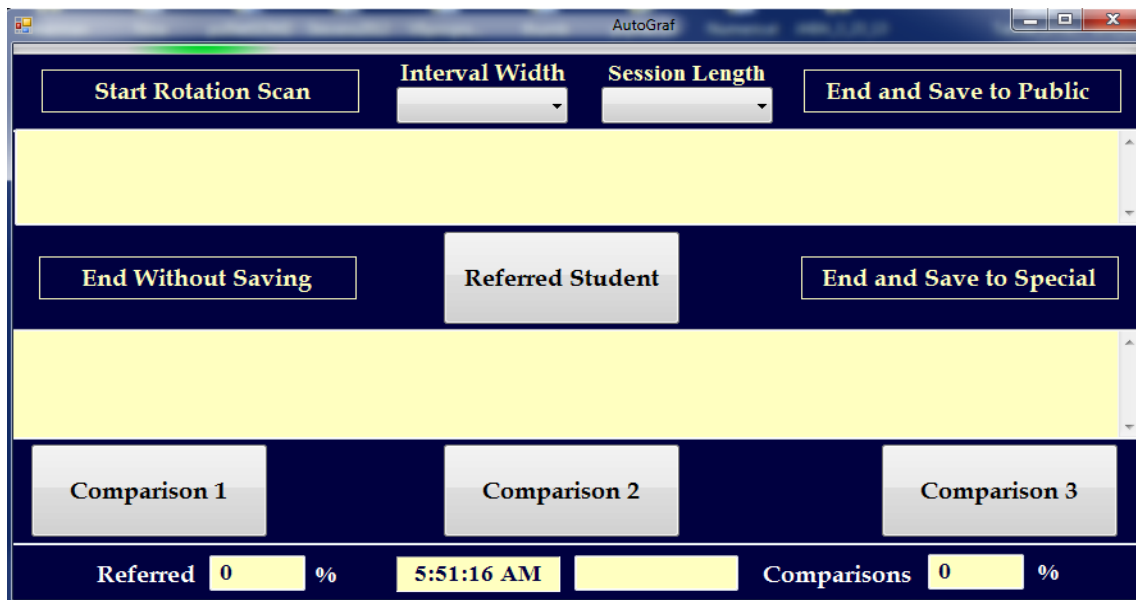 AutoGraf
Start Rotation Scan
Interval Width
Session Length
End and Save to Public
End Without Saving
Referred Student
End and Save to Special
Comparison 1
Comparison 2
Comparison 3
Referred 0 %
5:51:16 AM
Comparisons 0 %